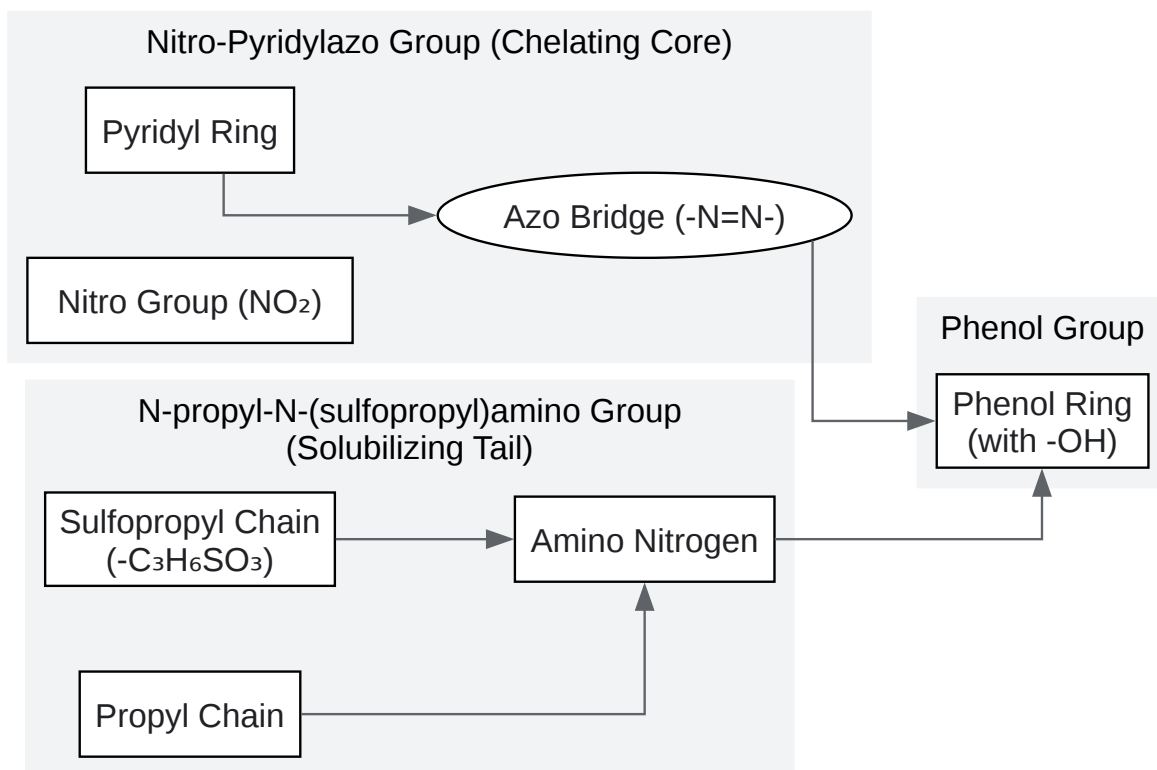 Nitro-Pyridylazo Group (Chelating Core)
Pyridyl Ring
Azo Bridge (-N=N-)
Nitro Group (NO₂)
Phenol Group
Phenol Ring
(with -OH)
N-propyl-N-(sulfopropyl)amino Group
(Solubilizing Tail)
Sulfopropyl Chain
(-C₃H₆SO₃)
Amino Nitrogen
Propyl Chain